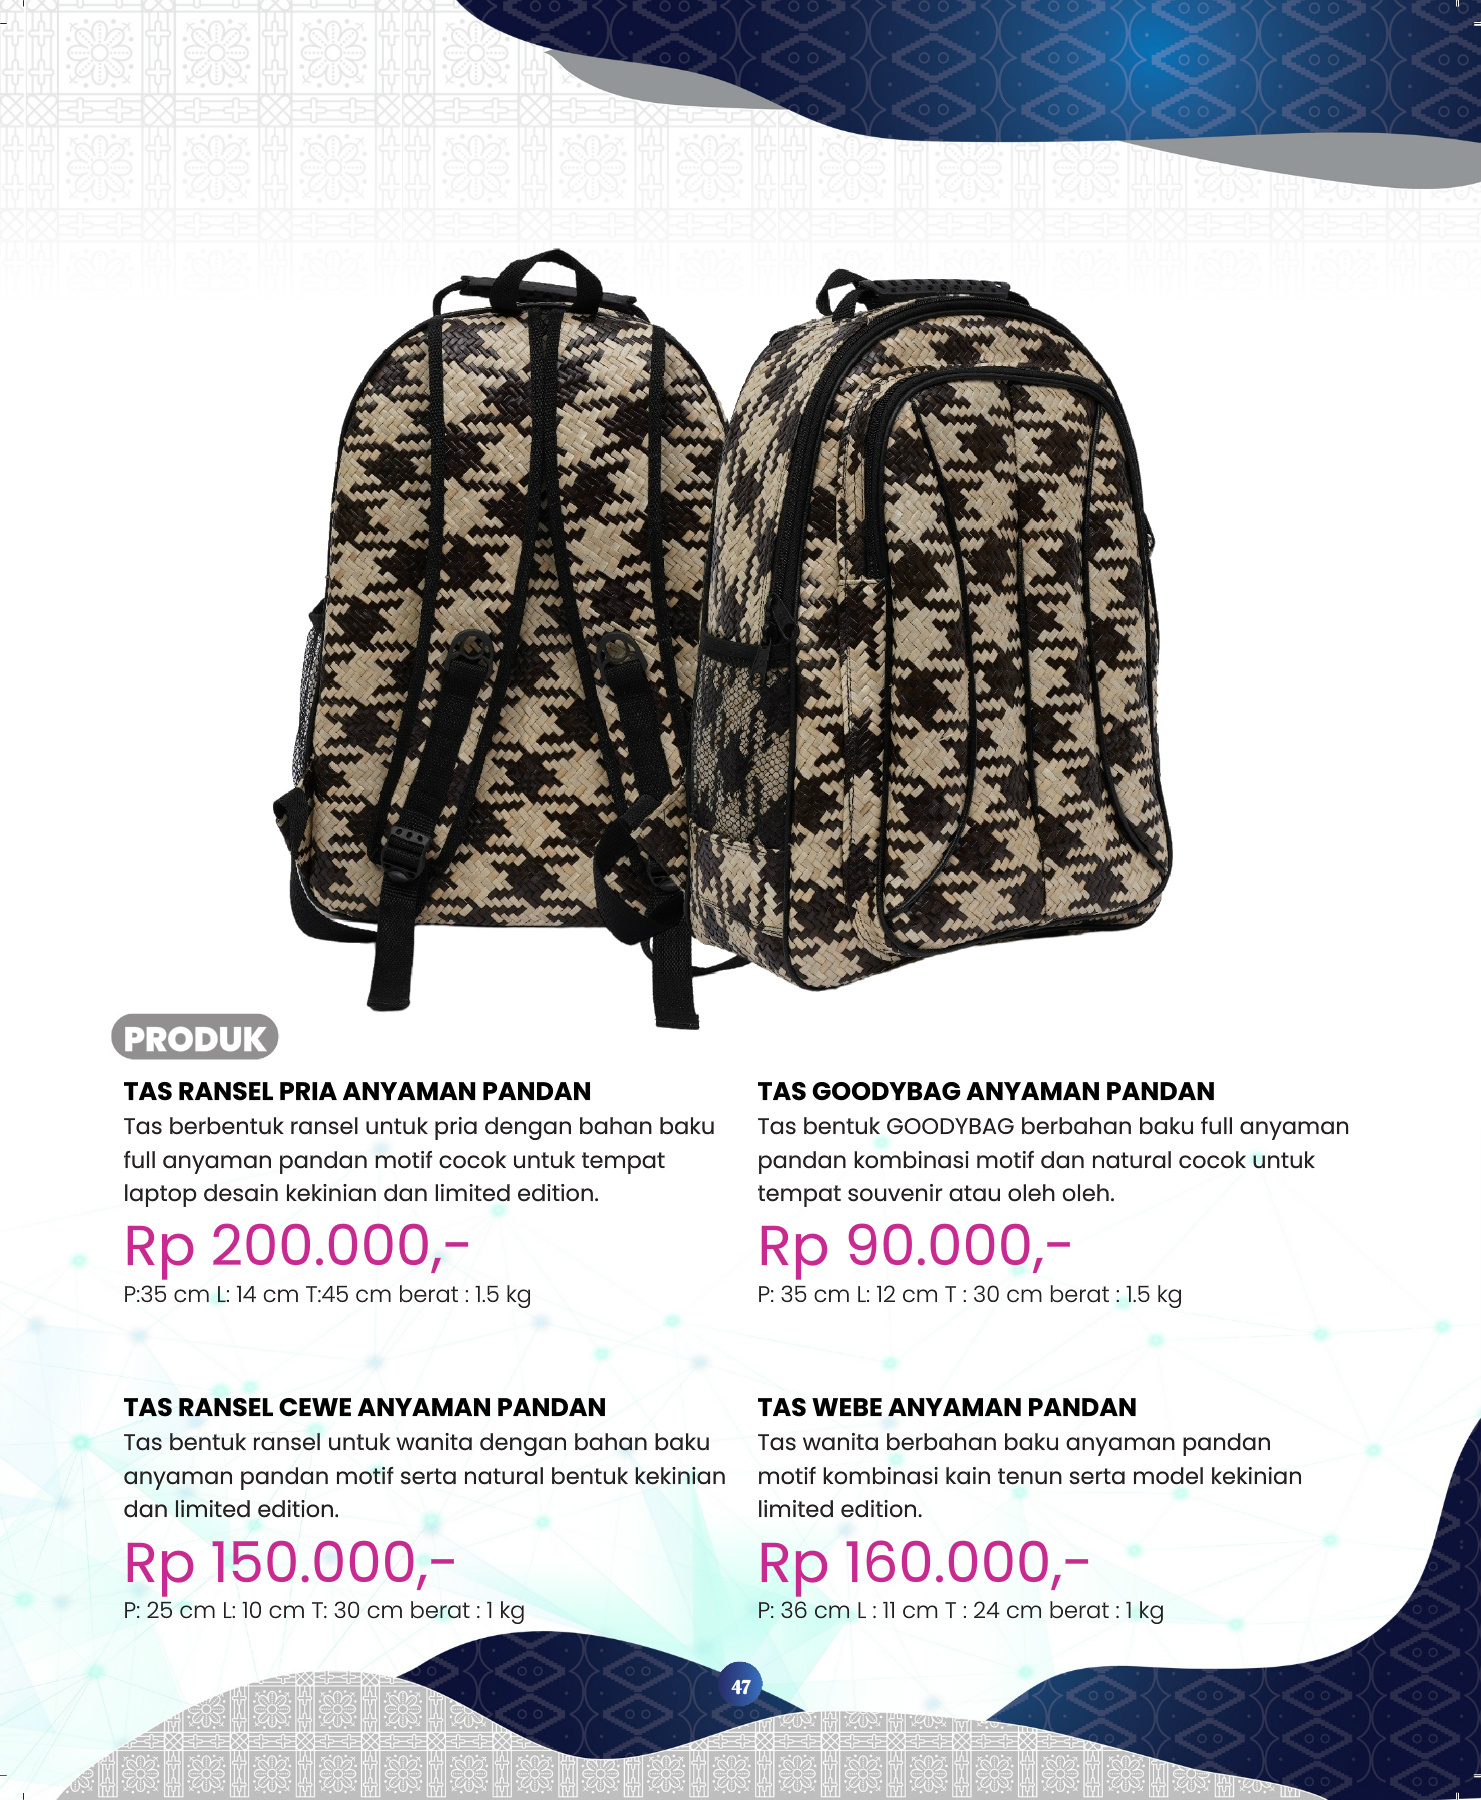 PRODUK
TAS RANSEL PRIA ANYAMAN PANDAN
Tas berbentuk ransel untuk pria dengan bahan baku
full anyaman pandan motif cocok untuk tempat
laptop desain kekinian dan limited edition.
Rp 200.000,-
P:35 cm L: 14 cm T:45 cm berat : 1.5 kg
TAS GOODYBAG ANYAMAN PANDAN
Tas bentuk GOODYBAG berbahan baku full anyaman
pandan kombinasi motif dan natural cocok untuk
tempat souvenir atau oleh oleh.
Rp 90.000,-
P: 35 cm L: 12 cm T : 30 cm berat : 1.5 kg
TAS RANSEL CEWE ANYAMAN PANDAN
Tas bentuk ransel untuk wanita dengan bahan baku
anyaman pandan motif serta natural bentuk kekinian
dan limited edition.
Rp 150.000,-
P: 25 cm L: 10 cm T: 30 cm berat : 1 kg
TAS WEBE ANYAMAN PANDAN
Tas wanita berbahan baku anyaman pandan
motif kombinasi kain tenun serta model kekinian
limited edition.
Rp 160.000,-
P: 36 cm L : 11 cm T : 24 cm berat : 1 kg
47